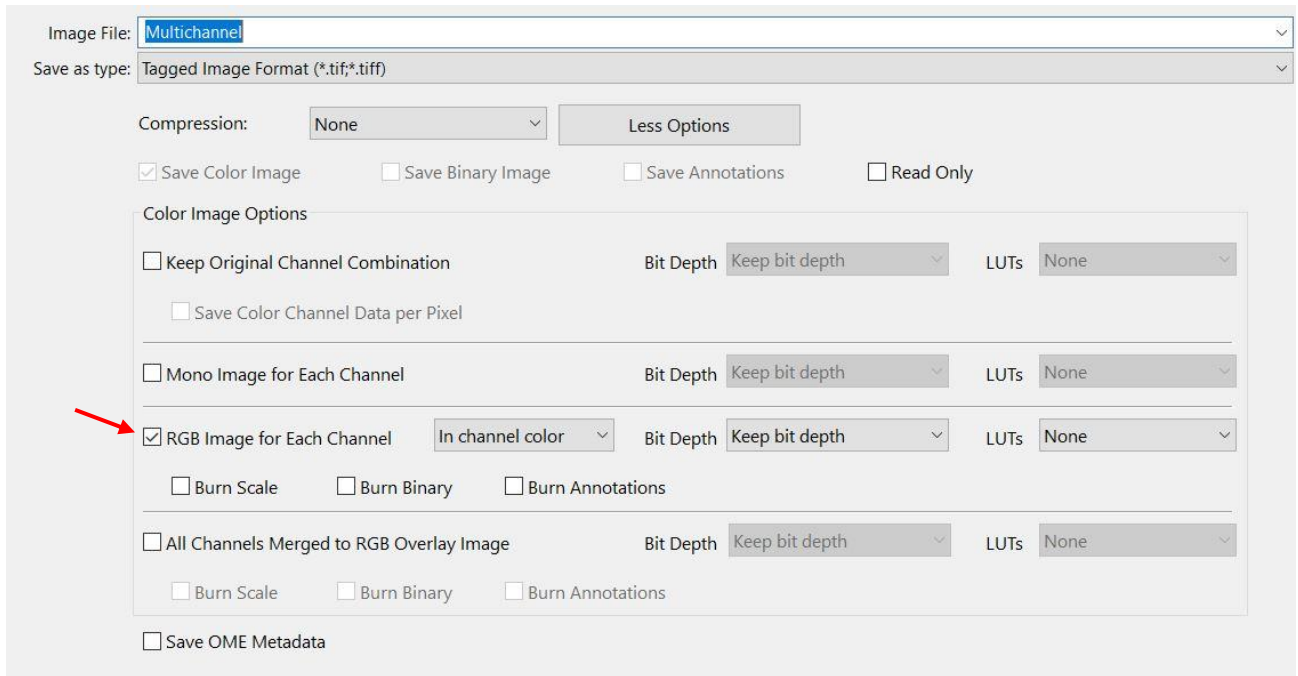 Image File: Multichannel
Save as type: Tagged Image Format (*.tif;*.tiff)
Compression: None Less Options
Save Color Image Save Binary Image Save Annotations Read Only
Color Image Options
Keep Original Channel Combination Bit Depth Keep bit depth LUTs None
Save Color Channel Data per Pixel
Mono Image for Each Channel Bit Depth Keep bit depth LUTs None
RGB Image for Each Channel In channel color Bit Depth Keep bit depth LUTs None
Burn Scale Burn Binary Burn Annotations
All Channels Merged to RGB Overlay Image Bit Depth Keep bit depth LUTs None
Burn Scale Burn Binary Burn Annotations
Save OME Metadata